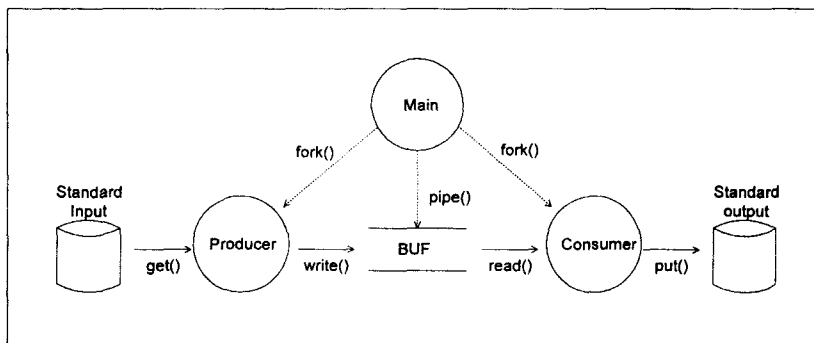 Main
fork()
fork()
Standard
Input
pipe()
Standard
output
Producer
BUF
Consumer
get()
write()
read()
put()